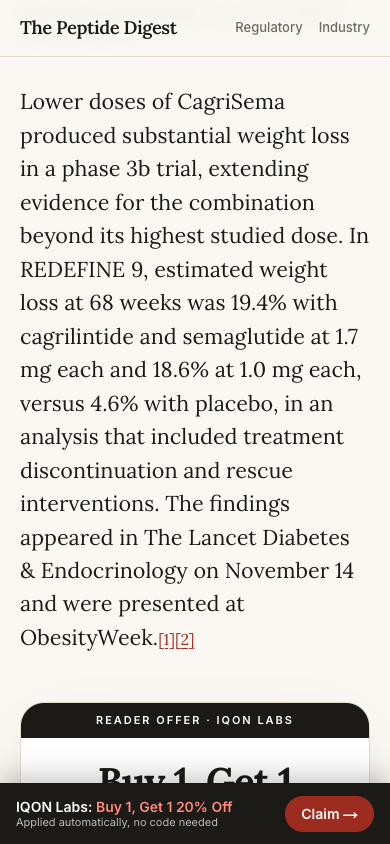 The Peptide Digest
Regulatory Industry
Lower doses of CagriSema
produced substantial weight loss
in a phase 3b trial, extending
evidence for the combination
beyond its highest studied dose. In
REDEFINE 9, estimated weight
loss at 68 weeks was 19.4% with
cagrilintide and semaglutide at 1.7
mg each and 18.6% at 1.0 mg each,
versus 4.6% with placebo, in an
analysis that included treatment
discontinuation and rescue
interventions. The findings
appeared in The Lancet Diabetes
& Endocrinology on November 14
and were presented at
ObesityWeek.[1][2]
READER OFFER · IQON LABS
Buy 1, Get 1
IQON Labs: Buy 1, Get 1 20% Off
Applied automatically, no code needed
Claim →